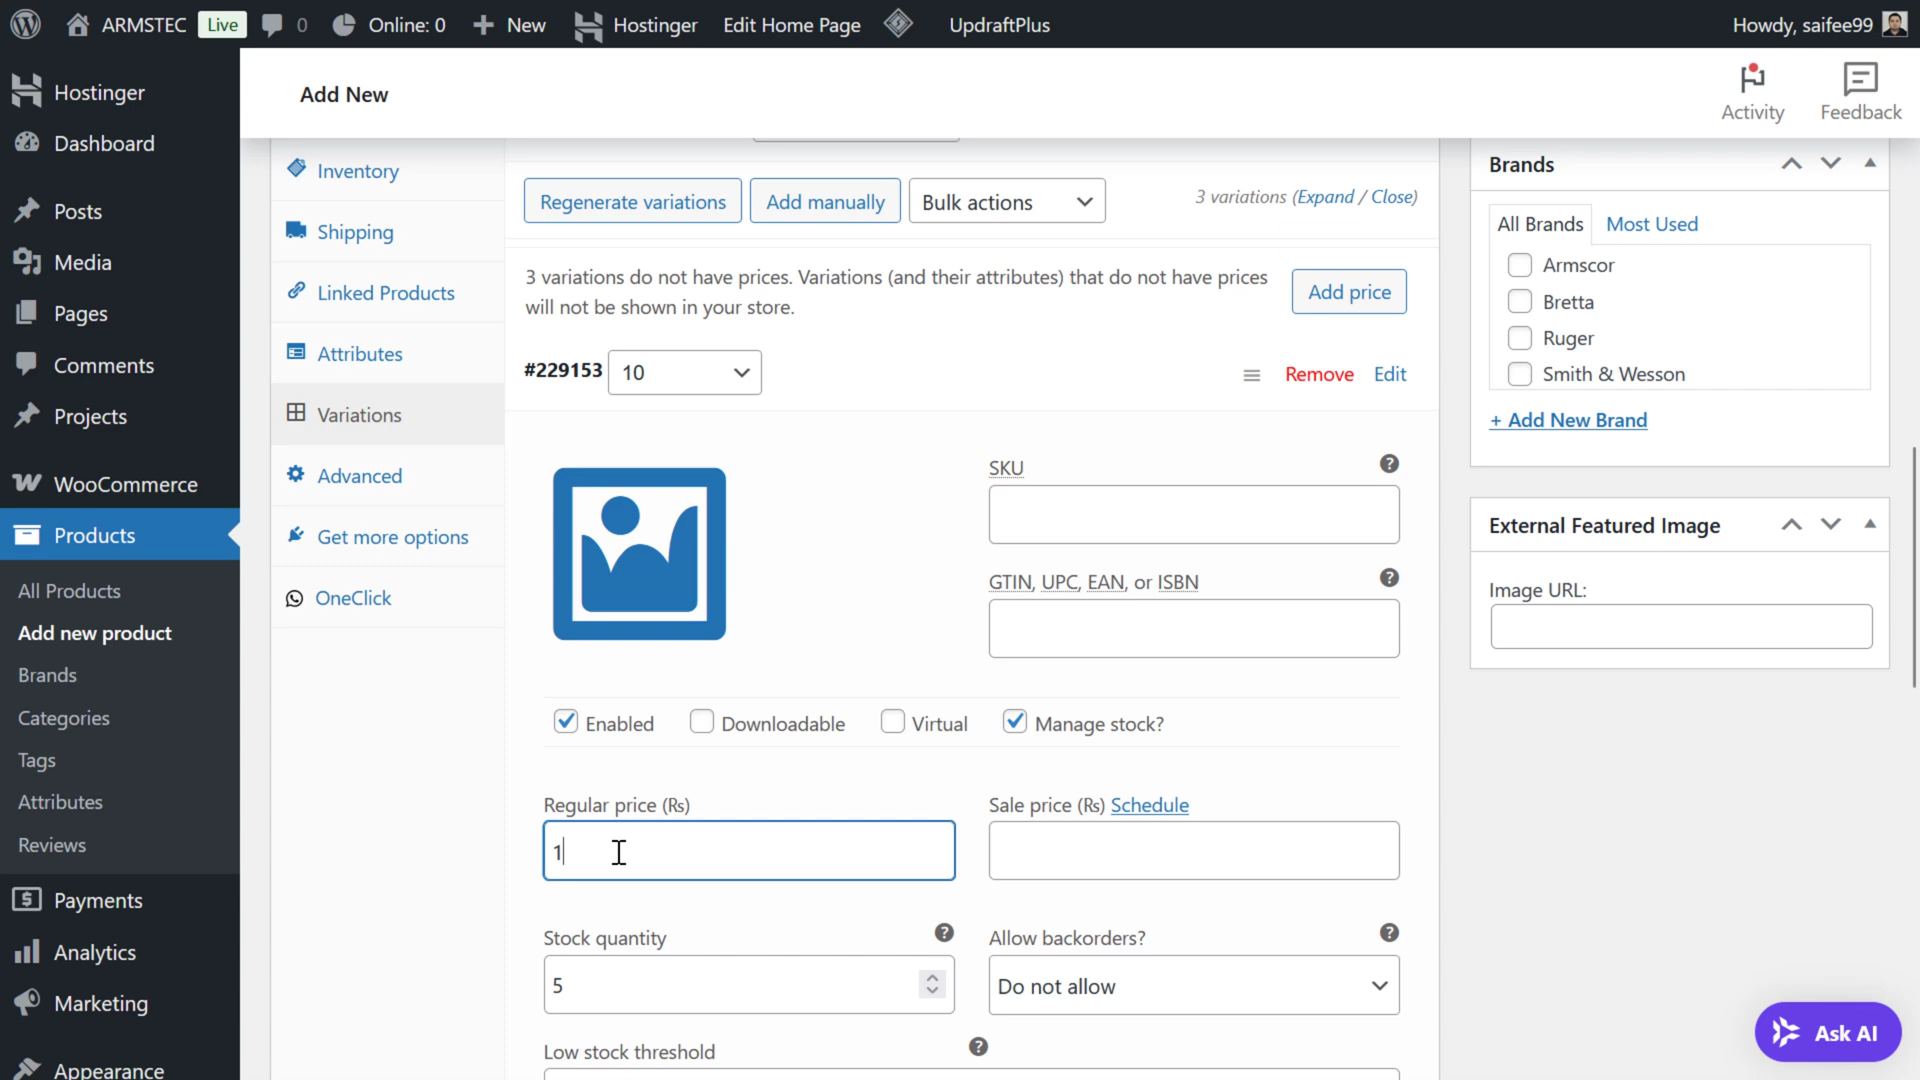 ARMSTEC Live 0 Online: 0 New Hostinger Edit Home Page UpdraftPlus Howdy, saifee99
Hostinger
Dashboard
Posts
Media
Pages
Comments
Projects
WooCommerce
Products
All Products
Add new product
Brands
Categories
Tags
Attributes
Reviews
Payments
Analytics
Marketing
Appearance
Add New
Activity
Feedback
Inventory
Shipping
Linked Products
Attributes
Variations
Advanced
Get more options
OneClick
Regenerate variations Add manually Bulk actions 3 variations (Expand / Close)
3 variations do not have prices. Variations (and their attributes) that do not have prices
will not be shown in your store.
Add price
#229153 10 Remove Edit
SKU
GTIN, UPC, EAN, or ISBN
Enabled Downloadable Virtual Manage stock?
Regular price (₨) Sale price (₨) Schedule
1
Stock quantity Allow backorders?
5 Do not allow
Low stock threshold
Brands
All Brands Most Used
Armscor
Bretta
Ruger
Smith & Wesson
+ Add New Brand
External Featured Image
Image URL:
Ask AI